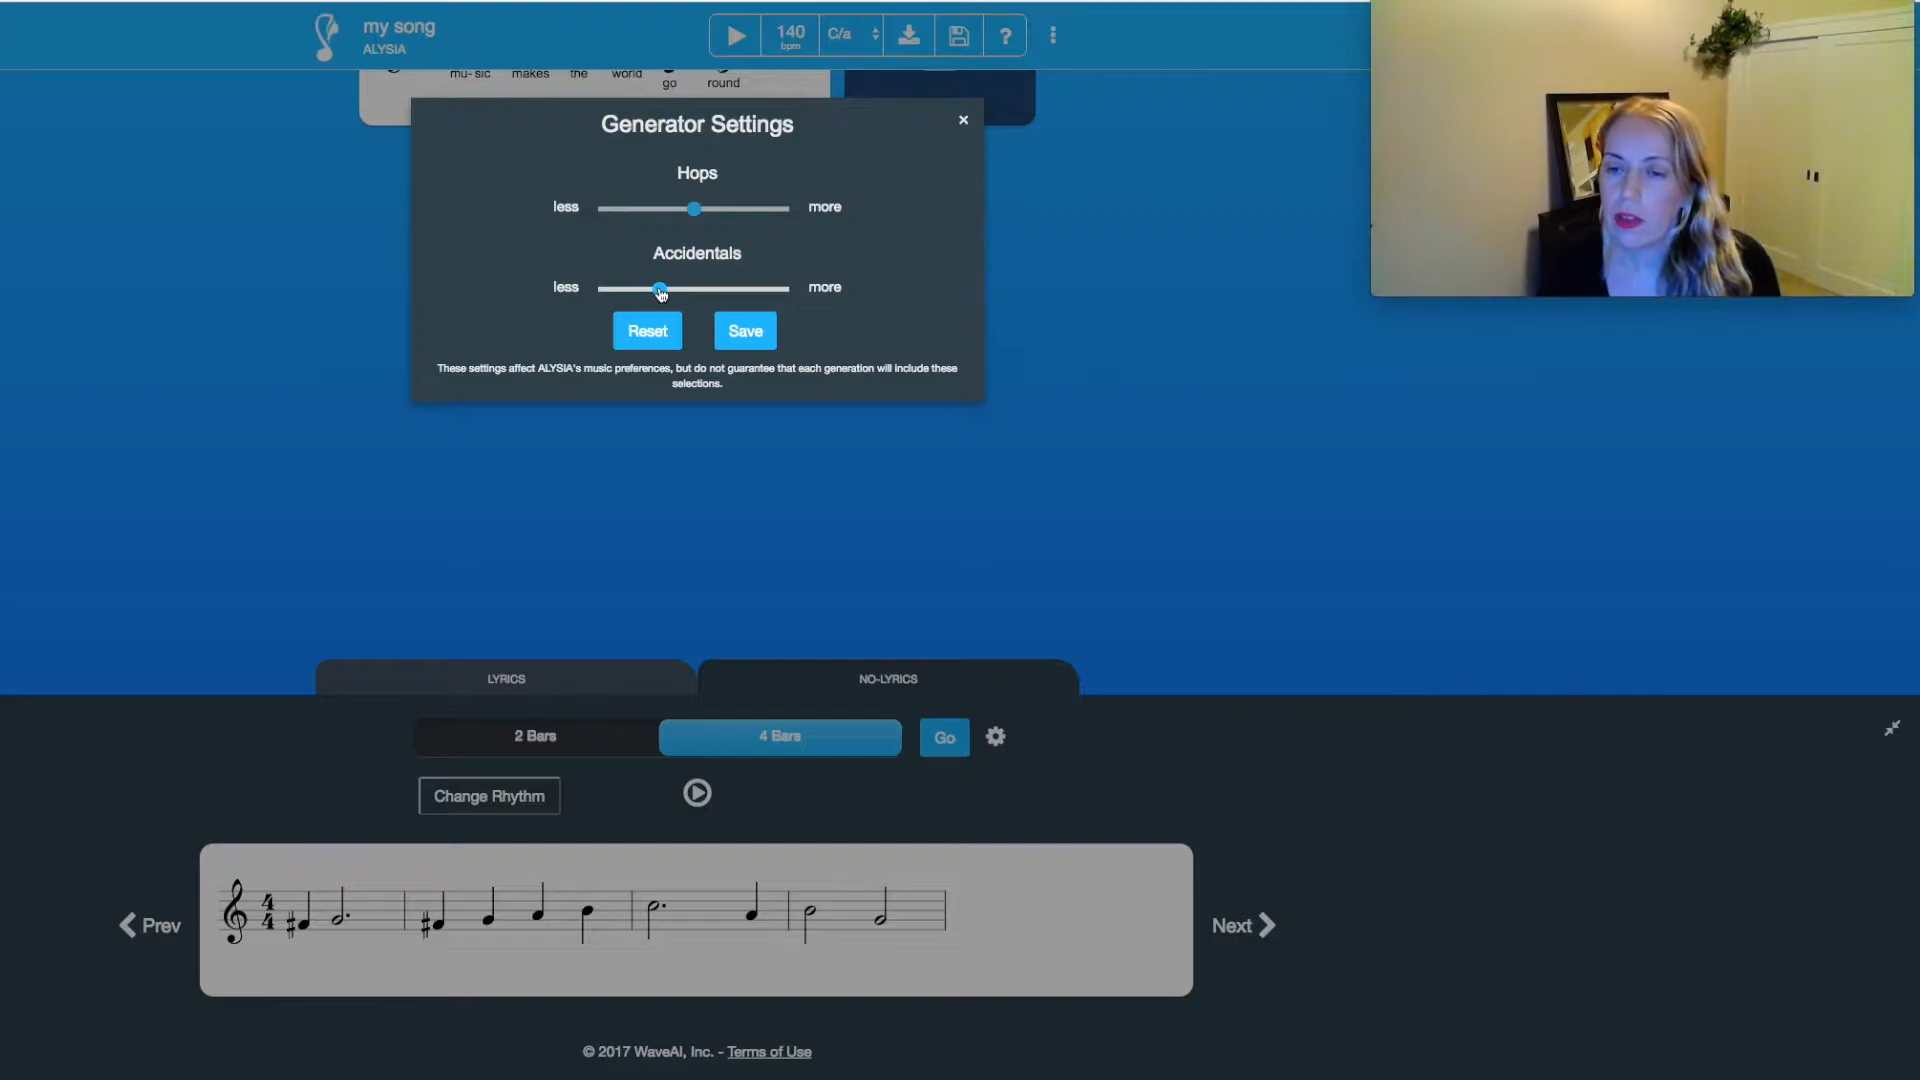 my song
ALYSIA
140
bpm
C/a
?
mu- sic makes the world go round
Generator Settings
×
Hops
less more
Accidentals
less more
Reset Save
These settings affect ALYSIA's music preferences, but do not guarantee that each generation will include these
selections.
LYRICS NO-LYRICS
2 Bars 4 Bars Go
Change Rhythm
4
4
Prev Next
© 2017 WaveAI, Inc. - Terms of Use